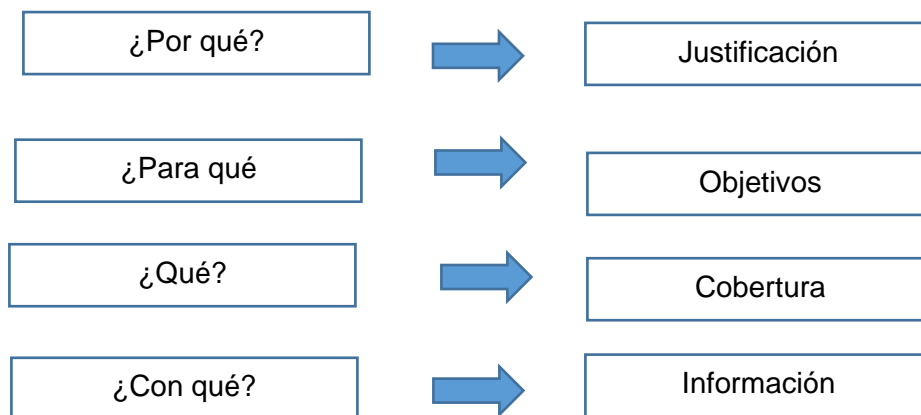 ¿Por qué?
Justificación
¿Para qué
Objetivos
¿Qué?
Cobertura
¿Con qué?
Información